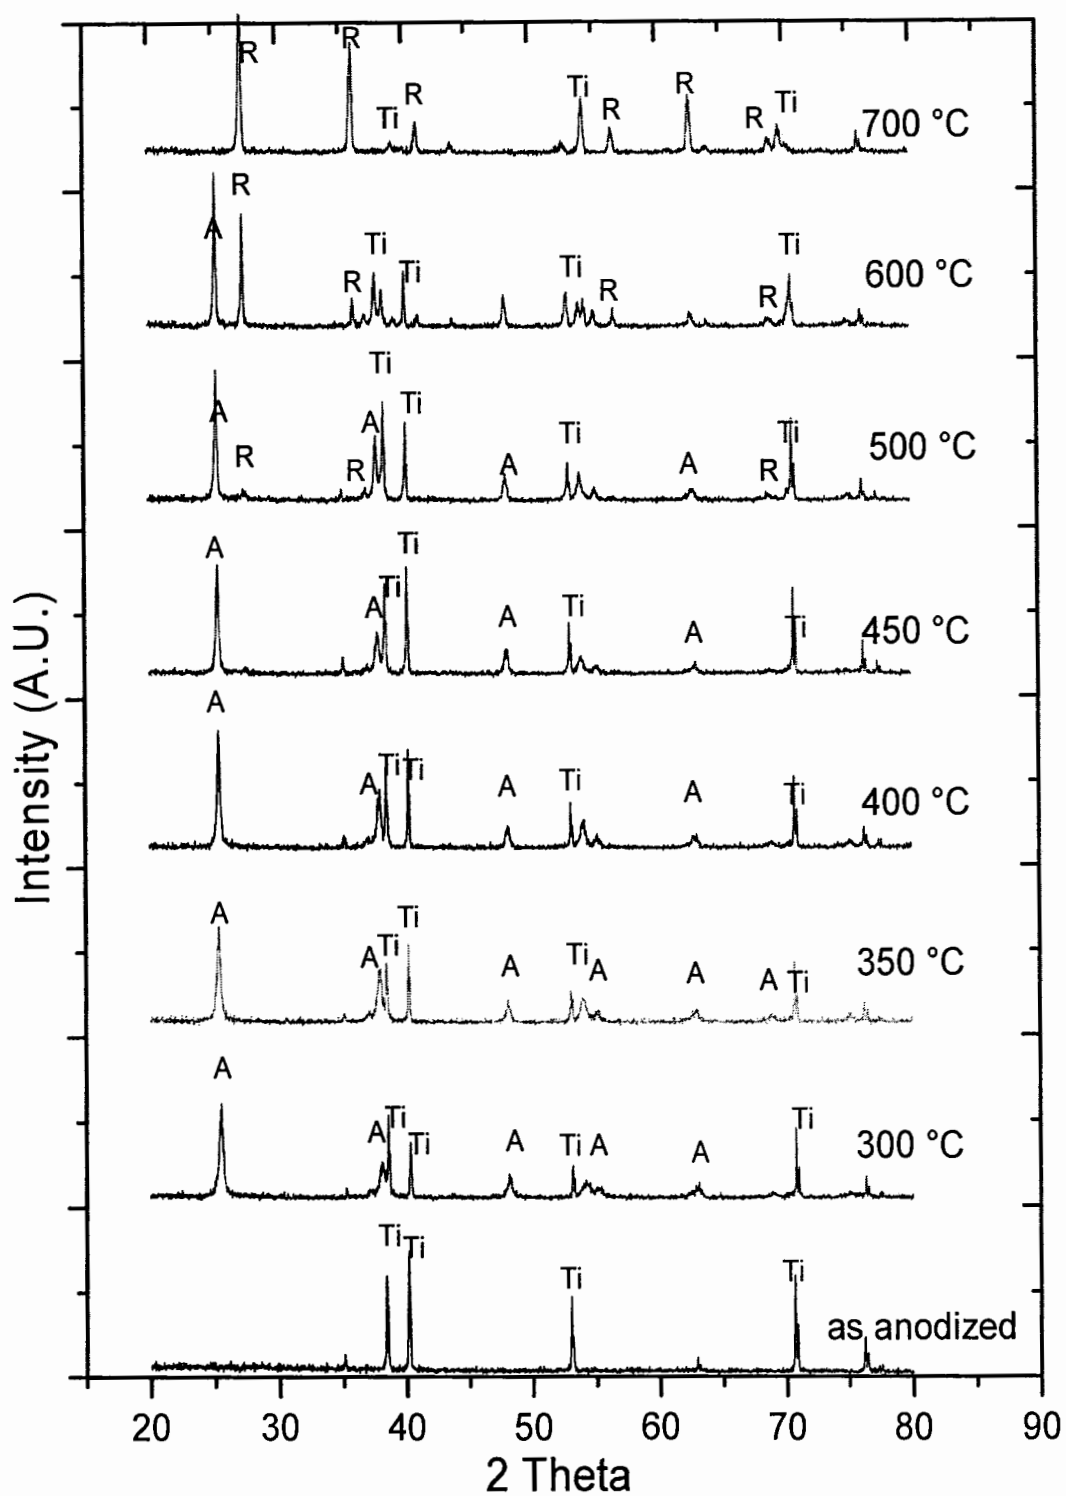 R R Ti R Ti R R R Ti 700 °C
A R R Ti Ti Ti R R Ti 600 °C
A R R A Ti Ti A Ti A R Ti 500 °C
A A Ti Ti A Ti A Ti 450 °C
A A Ti Ti A Ti A Ti 400 °C
A A Ti Ti A Ti A A A Ti 350 °C
A A Ti Ti A Ti A A Ti 300 °C
Ti Ti Ti Ti as anodized
Intensity (A.U.)
20 30 40 50 60 70 80 90
2 Theta